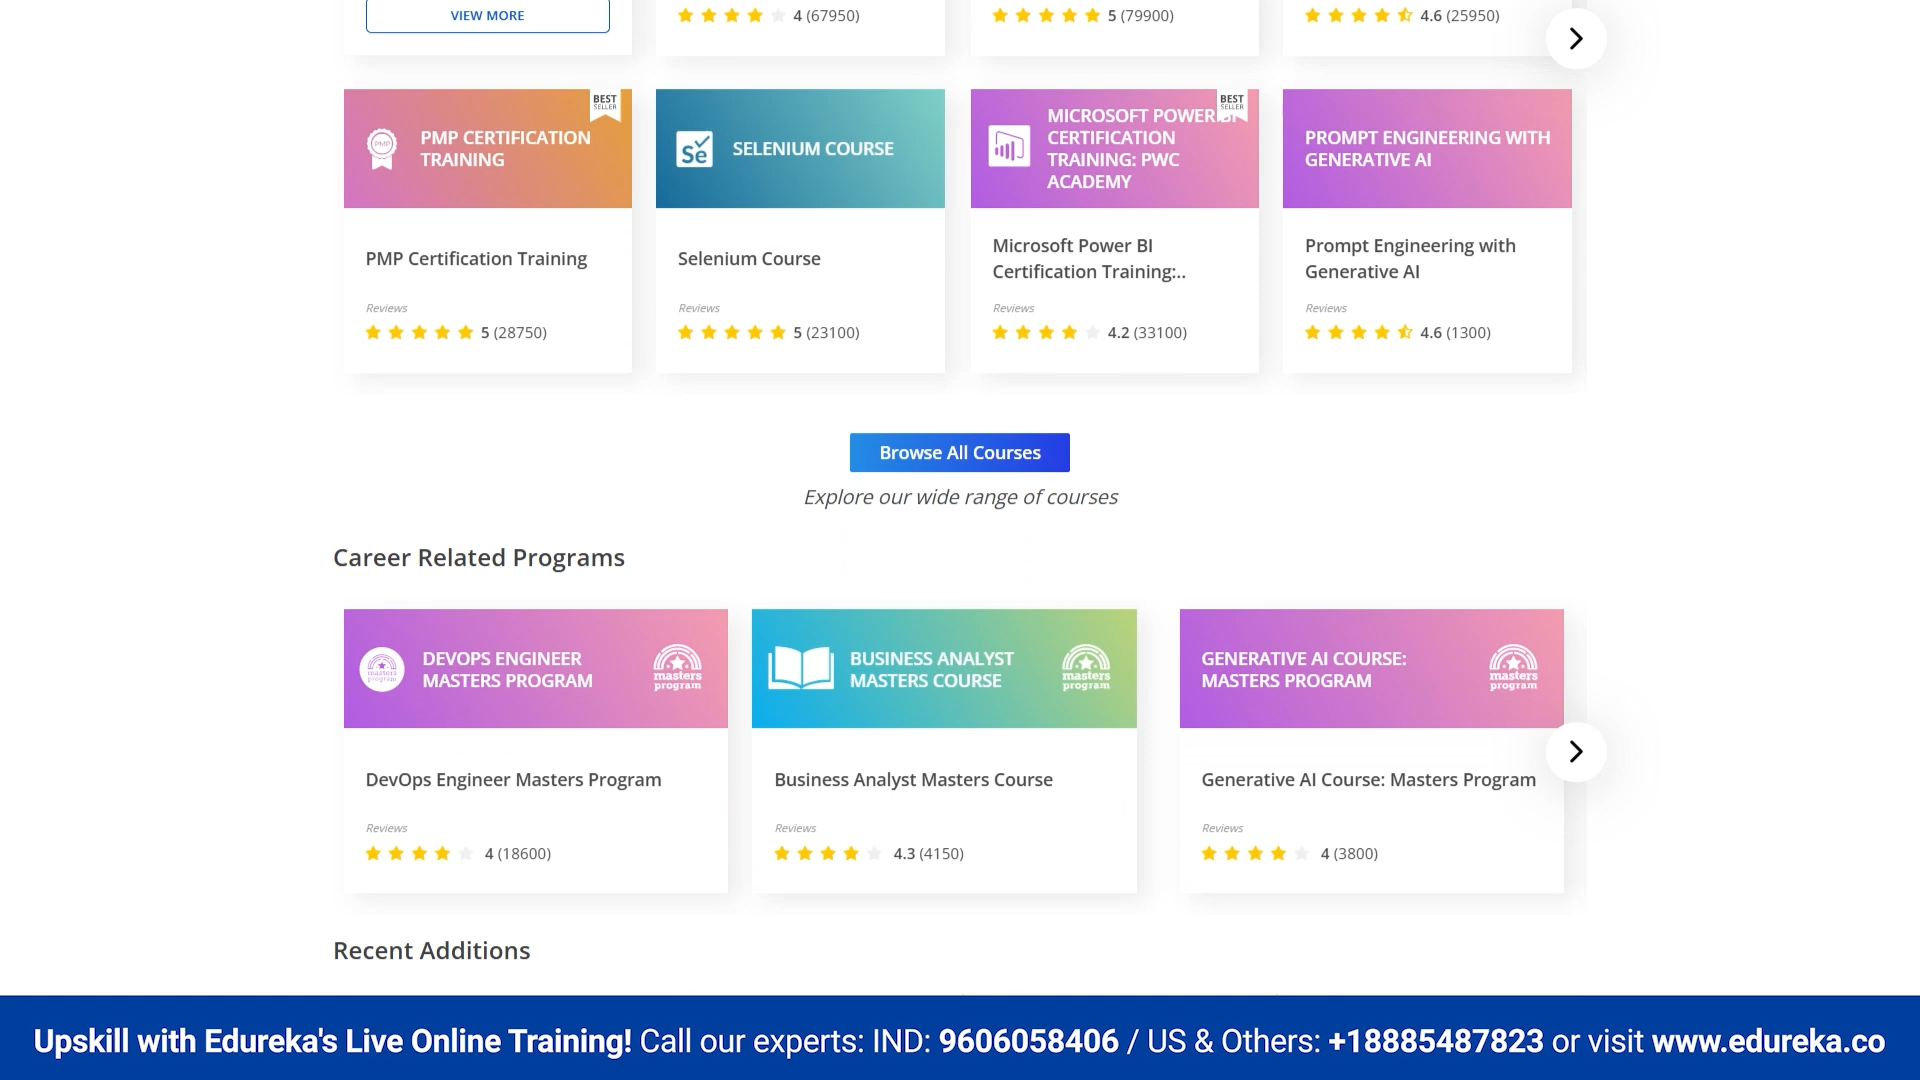 VIEW MORE
4 (67950)
5 (79900)
4.6 (25950)
BEST
SELLER
PMP
PMP CERTIFICATION
TRAINING
Se
SELENIUM COURSE
BEST
SELLER
MICROSOFT POWER BI
CERTIFICATION
TRAINING: PWC
ACADEMY
PROMPT ENGINEERING WITH
GENERATIVE AI
PMP Certification Training
Selenium Course
Microsoft Power BI
Certification Training:..
Prompt Engineering with
Generative AI
Reviews
Reviews
Reviews
Reviews
5 (28750)
5 (23100)
4.2 (33100)
4.6 (1300)
Browse All Courses
Explore our wide range of courses
Career Related Programs
masters
program
DEVOPS ENGINEER
MASTERS PROGRAM
masters
program
BUSINESS ANALYST
MASTERS COURSE
masters
program
GENERATIVE AI COURSE:
MASTERS PROGRAM
masters
program
DevOps Engineer Masters Program
Business Analyst Masters Course
Generative AI Course: Masters Program
Reviews
Reviews
Reviews
4 (18600)
4.3 (4150)
4 (3800)
Recent Additions
Upskill with Edureka's Live Online Training! Call our experts: IND: 9606058406 / US & Others: +18885487823 or visit www.edureka.co